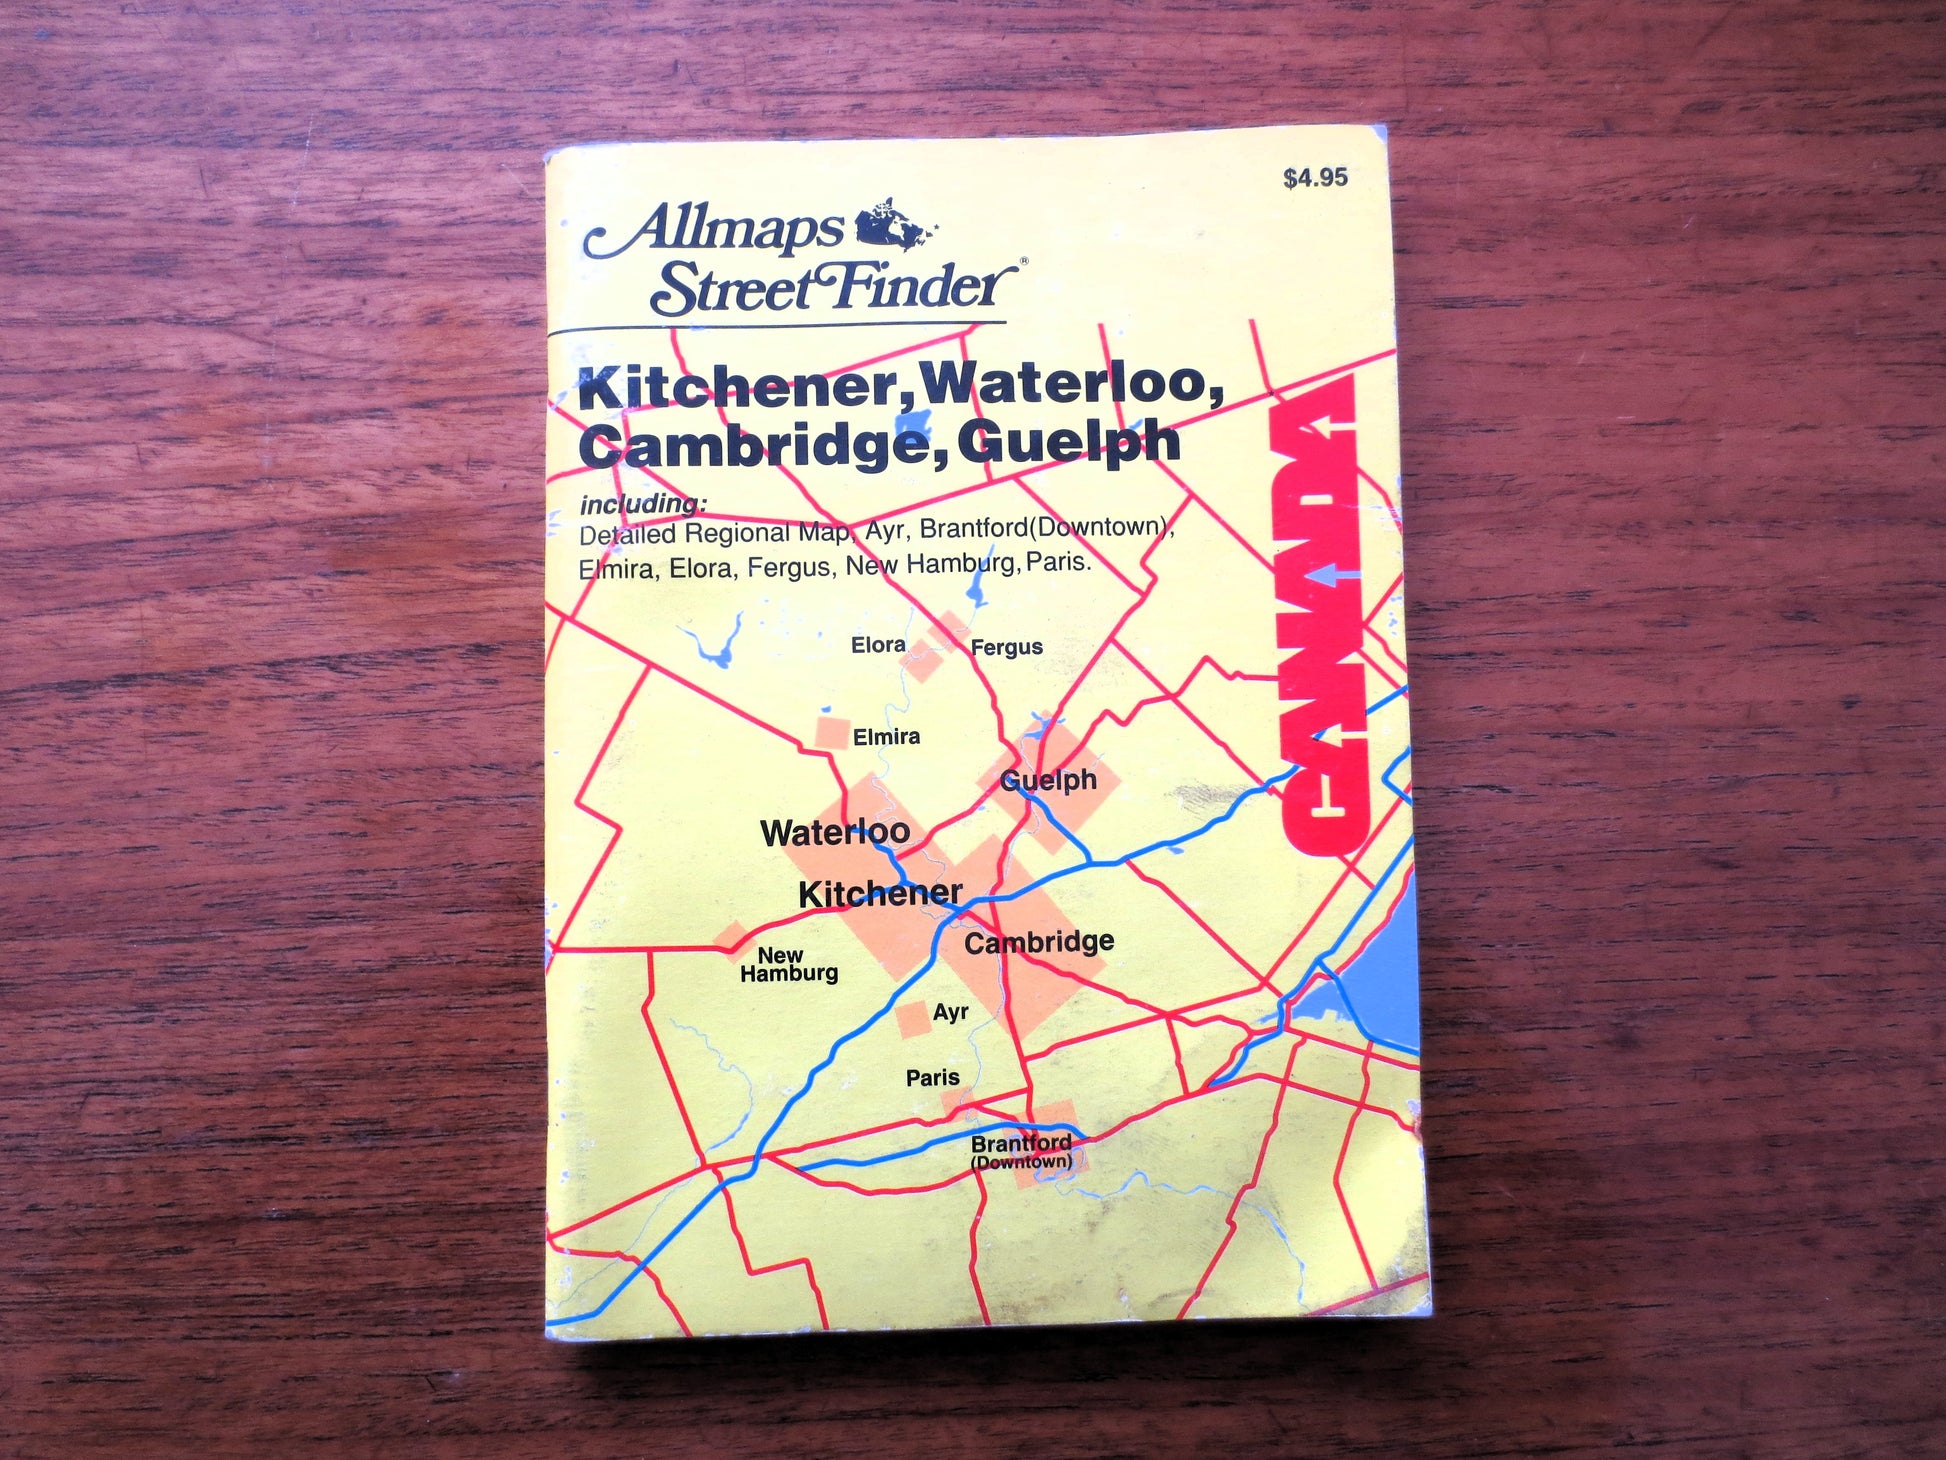 $4.95
Allmaps
StreetFinder®
Kitchener, Waterloo,
Cambridge, Guelph
including:
Detailed Regional Map, Ayr, Brantford(Downtown),
Elmira, Elora, Fergus, New Hamburg, Paris.
CANADA
Elora
Fergus
Elmira
Guelph
Waterloo
Kitchener
Cambridge
New
Hamburg
Ayr
Paris
Brantford
(Downtown)